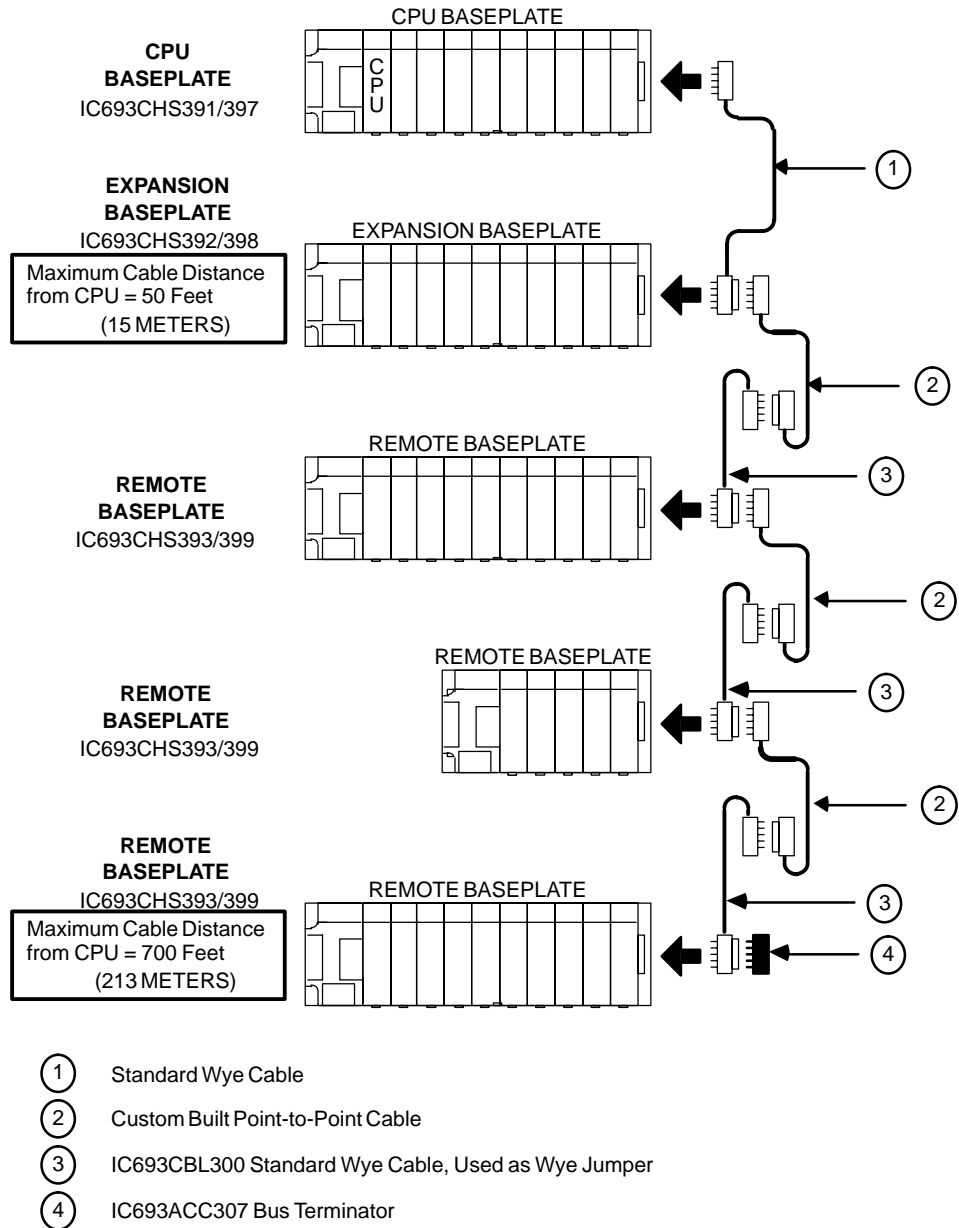 CPU BASEPLATE
CPU
BASEPLATE
IC693CHS391/397
C
P
U
1
EXPANSION
BASEPLATE
IC693CHS392/398
Maximum Cable Distance
from CPU = 50 Feet
(15 METERS)
EXPANSION BASEPLATE
2
REMOTE BASEPLATE
3
REMOTE
BASEPLATE
IC693CHS393/399
2
REMOTE BASEPLATE
3
REMOTE
BASEPLATE
IC693CHS393/399
2
REMOTE
BASEPLATE
IC693CHS393/399
Maximum Cable Distance
from CPU = 700 Feet
(213 METERS)
REMOTE BASEPLATE
3
4
1 Standard Wye Cable
2 Custom Built Point-to-Point Cable
3 IC693CBL300 Standard Wye Cable, Used as Wye Jumper
4 IC693ACC307 Bus Terminator